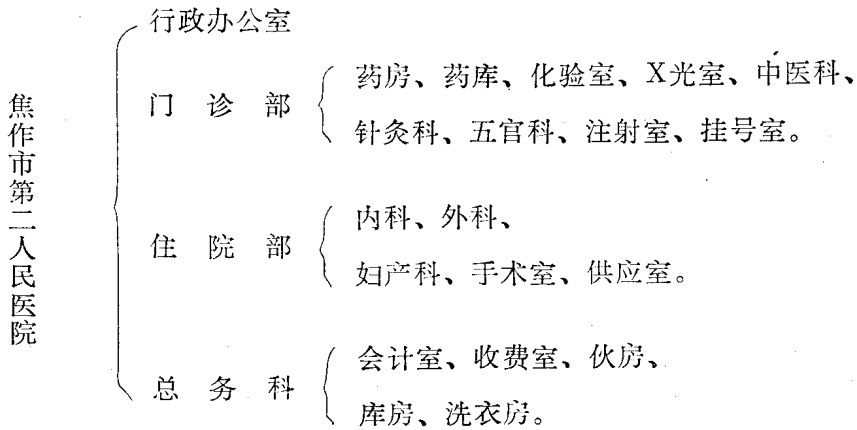 焦作市第二人民医院
行政办公室
门诊部
药房、药库、化验室、X光室、中医科、
针灸科、五官科、注射室、挂号室。
住院部
内科、外科、
妇产科、手术室、供应室。
总务科
会计室、收费室、伙房、
库房、洗衣房。